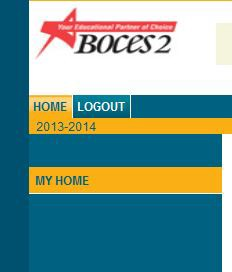 Your Educational Partner of Choice
BOCES 2
HOME LOGOUT
2013-2014
MY HOME